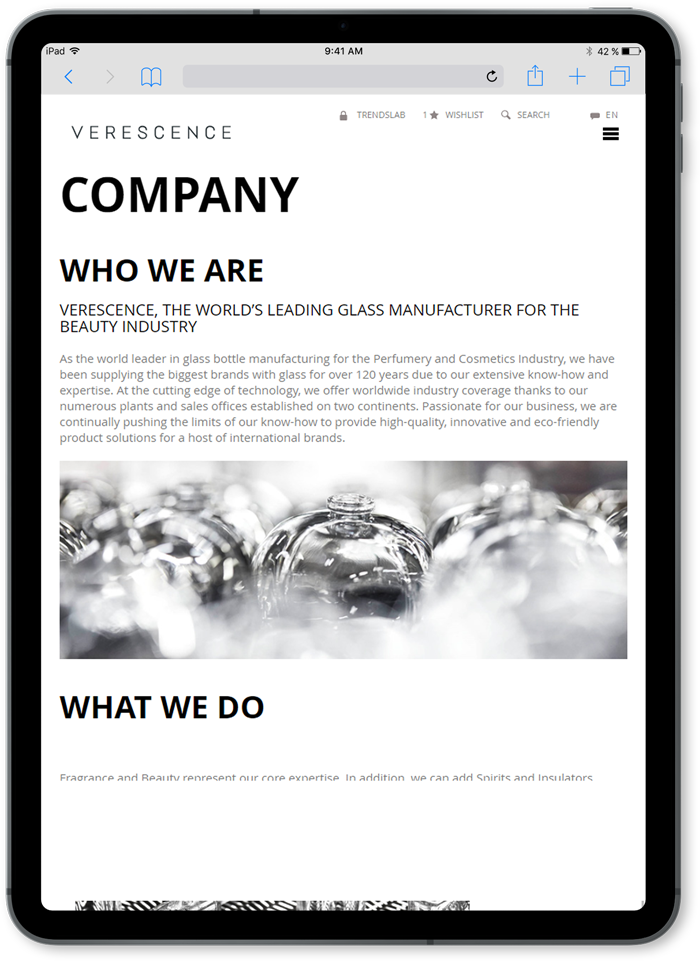 iPad 9:41 AM 42 %
TRENDSLAB 1 WISHLIST SEARCH EN
VERESCENCE
COMPANY
WHO WE ARE
VERESCENCE, THE WORLD’S LEADING GLASS MANUFACTURER FOR THE
BEAUTY INDUSTRY
As the world leader in glass bottle manufacturing for the Perfumery and Cosmetics Industry, we have
been supplying the biggest brands with glass for over 120 years due to our extensive know-how and
expertise. At the cutting edge of technology, we offer worldwide industry coverage thanks to our
numerous plants and sales offices established on two continents. Passionate for our business, we are
continually pushing the limits of our know-how to provide high-quality, innovative and eco-friendly
product solutions for a host of international brands.
WHAT WE DO
Fragrance and Beauty represent our core expertise. In addition, we can add Spirits and Insulators